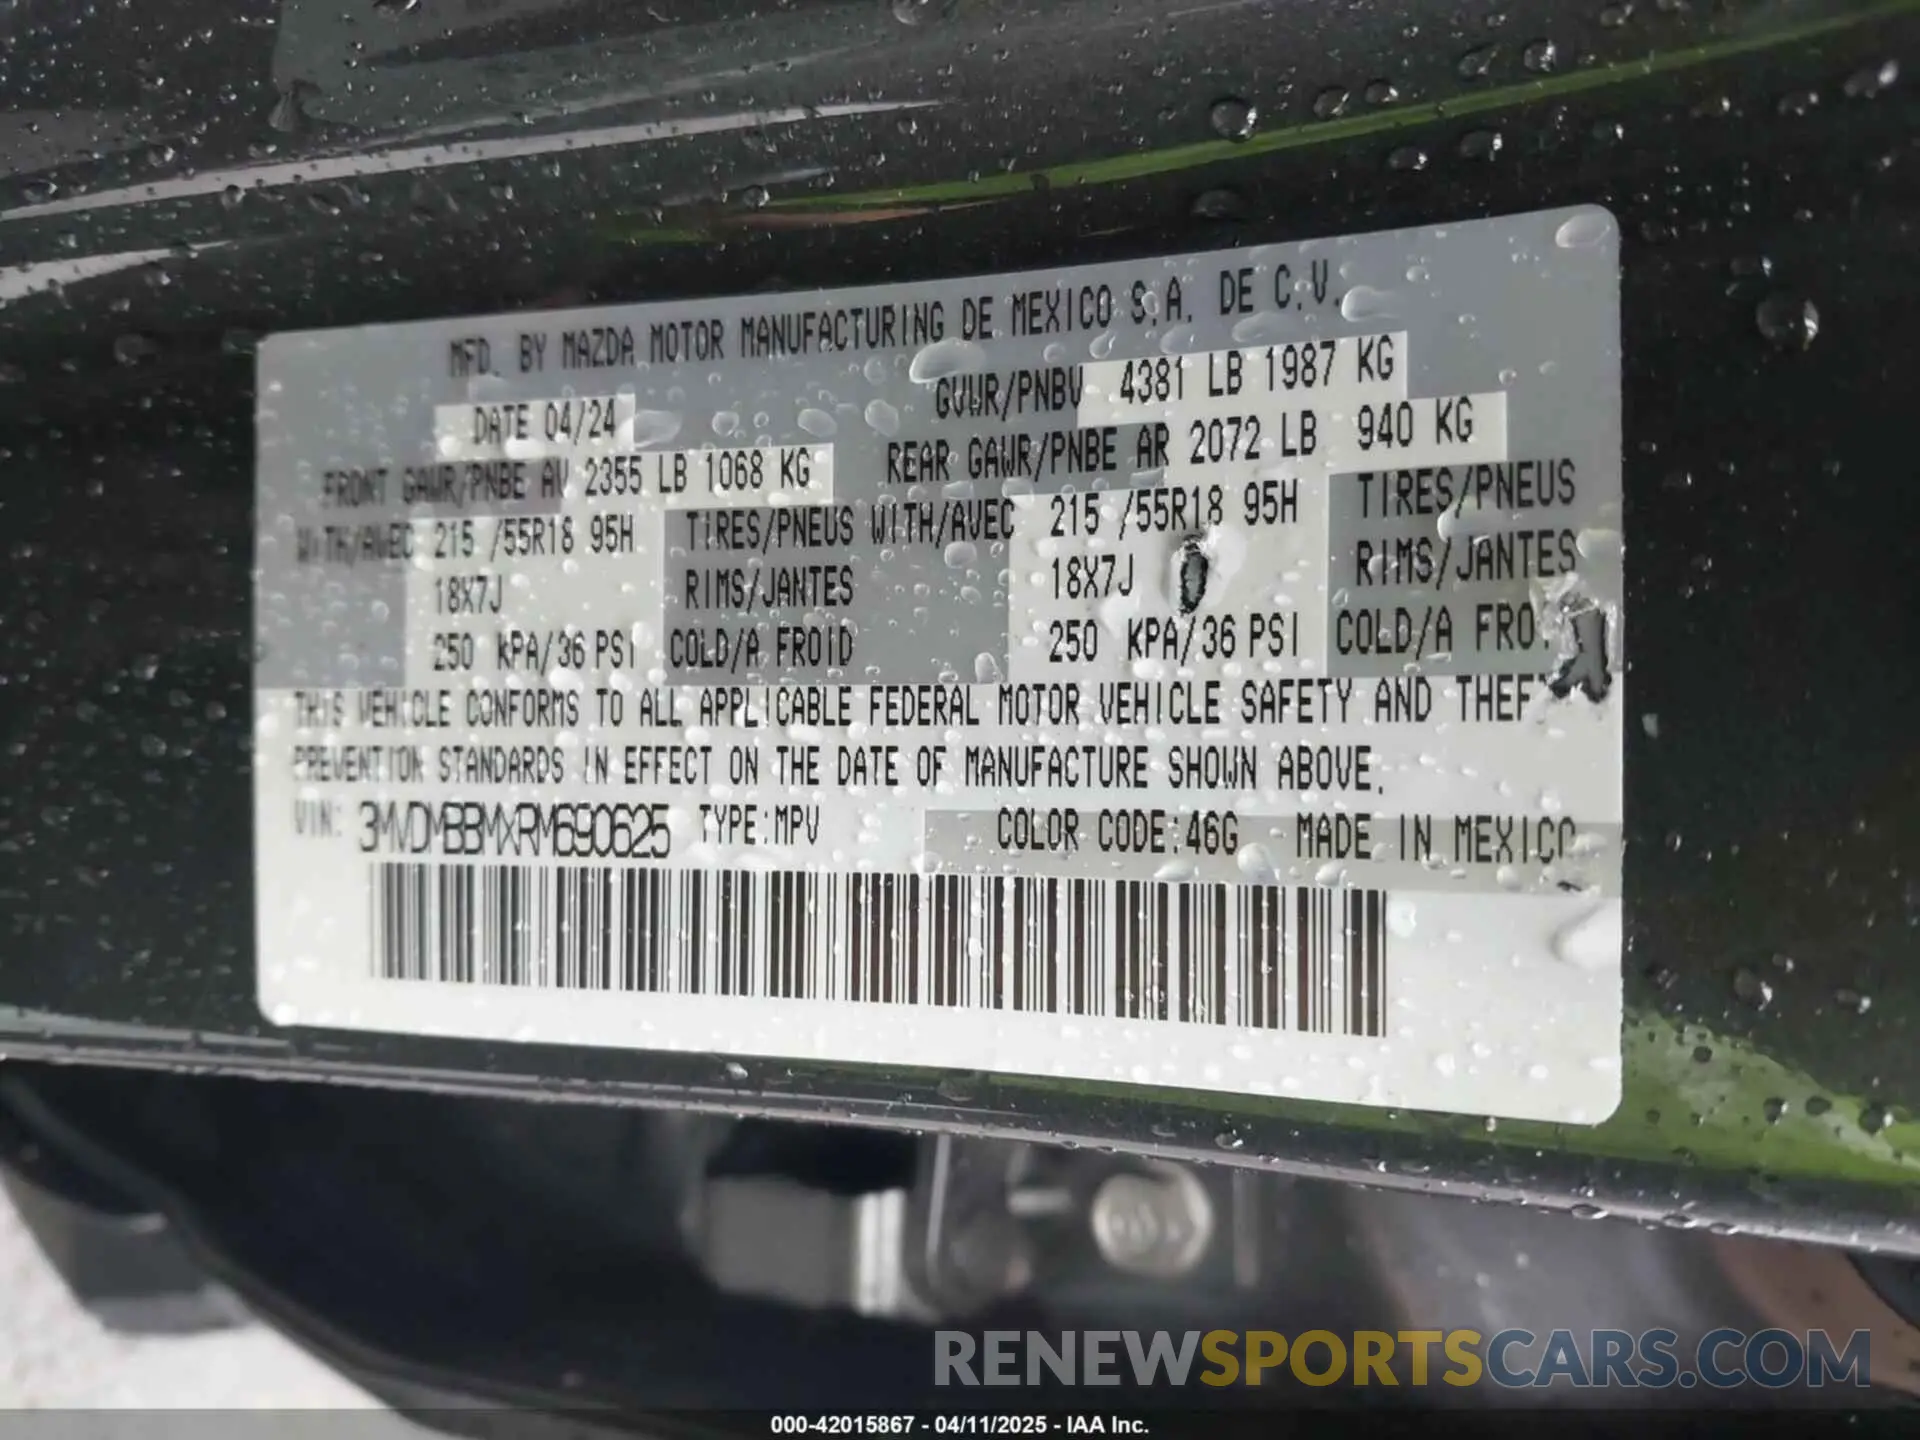 MFD. BY MAZDA MOTOR MANUFACTURING DE MEXICO S.A. DE C.V.
DATE 04/24 GVWR/PNBV 4381 LB 1987 KG
FRONT GAWR/PNBE AV 2355 LB 1068 KG REAR GAWR/PNBE AR 2072 LB 940 KG
WITH/AVEC 215 /55R18 95H TIRES/PNEUS WITH/AVEC 215 /55R18 95H TIRES/PNEUS
18X7J RIMS/JANTES 18X7J RIMS/JANTES
250 KPA/36 PSI COLD/A FROID 250 KPA/36 PSI COLD/A FRO
THIS VEHICLE CONFORMS TO ALL APPLICABLE FEDERAL MOTOR VEHICLE SAFETY AND THEFT
PREVENTION STANDARDS IN EFFECT ON THE DATE OF MANUFACTURE SHOWN ABOVE.
VIN: 3MVDMBBMXRM690625 TYPE:MPV COLOR CODE:46G MADE IN MEXICO
RENEWSPORTSCARS.COM
000-42015867 - 04/11/2025 - IAA Inc.